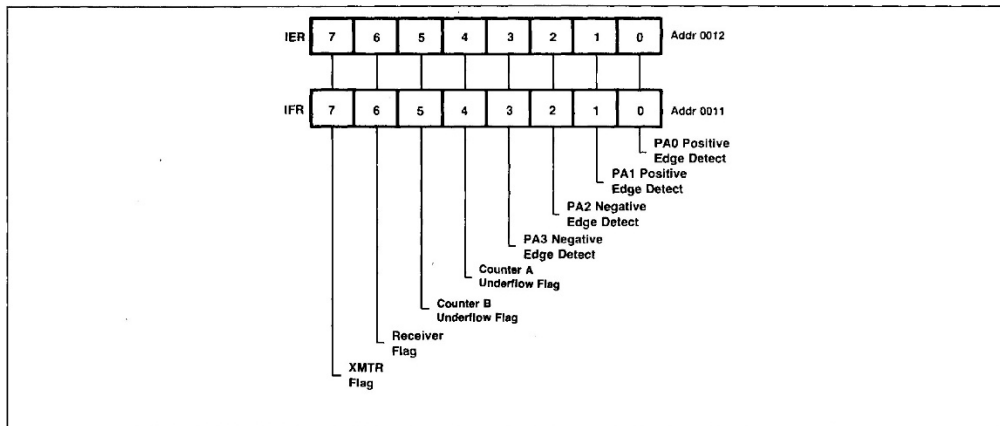 IER 7 6 5 4 3 2 1 0 Addr 0012
IFR 7 6 5 4 3 2 1 0 Addr 0011
PA0 Positive
Edge Detect
PA1 Positive
Edge Detect
PA2 Negative
Edge Detect
PA3 Negative
Edge Detect
Counter A
Underflow Flag
Counter B
Underflow Flag
Receiver
Flag
XMTR
Flag